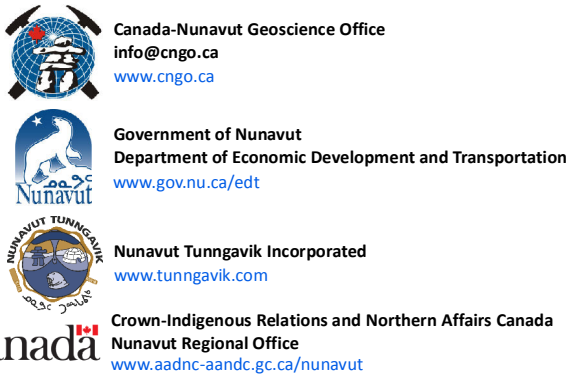 Canada-Nunavut Geoscience Office
info@cngo.ca
www.cngo.ca
Nunavut
Government of Nunavut
Department of Economic Development and Transportation
www.gov.nu.ca/edt
NUNAVUT TUNNGAVIK
Nunavut Tunngavik Incorporated
www.tunngavik.com
nada
Crown-Indigenous Relations and Northern Affairs Canada
Nunavut Regional Office
www.aadnc-aandc.gc.ca/nunavut